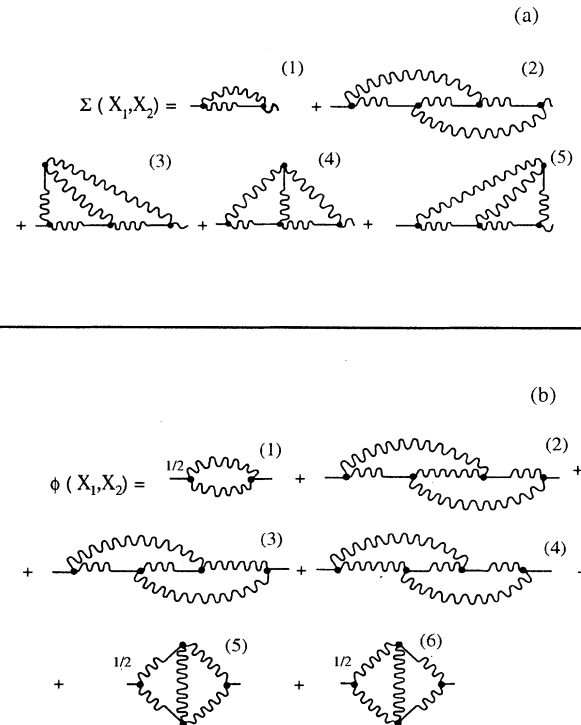 (a)
(1) (2)
Σ ( X₁,X₂) = +
(3) (4) (5)
+ + +
(b)
(1) (2)
1/2
ϕ ( X₁,X₂) = + +
(3) (4)
+ + -
(5) (6)
1/2 1/2
+ +